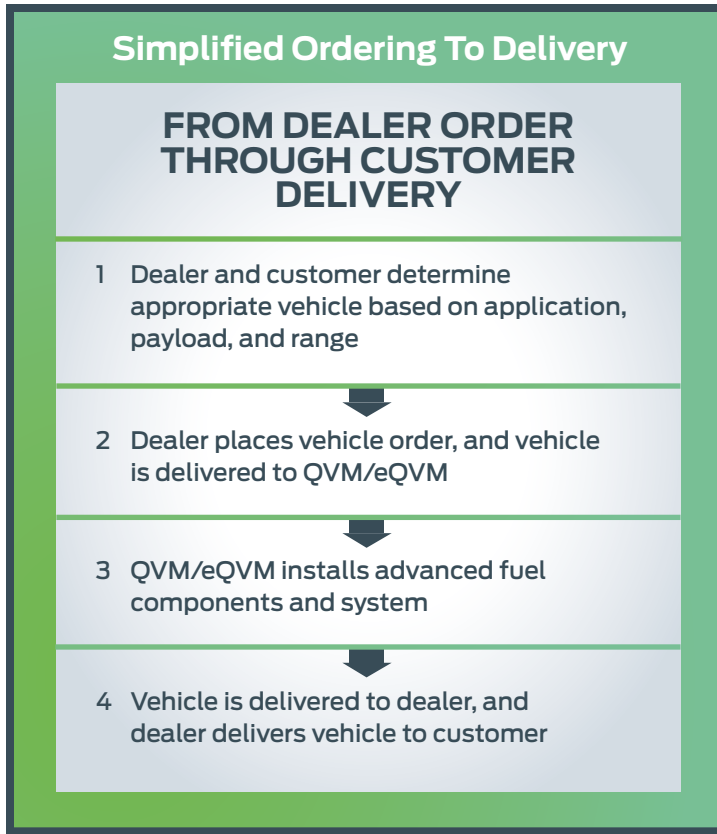 Simplified Ordering To Delivery
FROM DEALER ORDER
THROUGH CUSTOMER
DELIVERY
1 Dealer and customer determine
appropriate vehicle based on application,
payload, and range
2 Dealer places vehicle order, and vehicle
is delivered to QVM/eQVM
3 QVM/eQVM installs advanced fuel
components and system
4 Vehicle is delivered to dealer, and
dealer delivers vehicle to customer